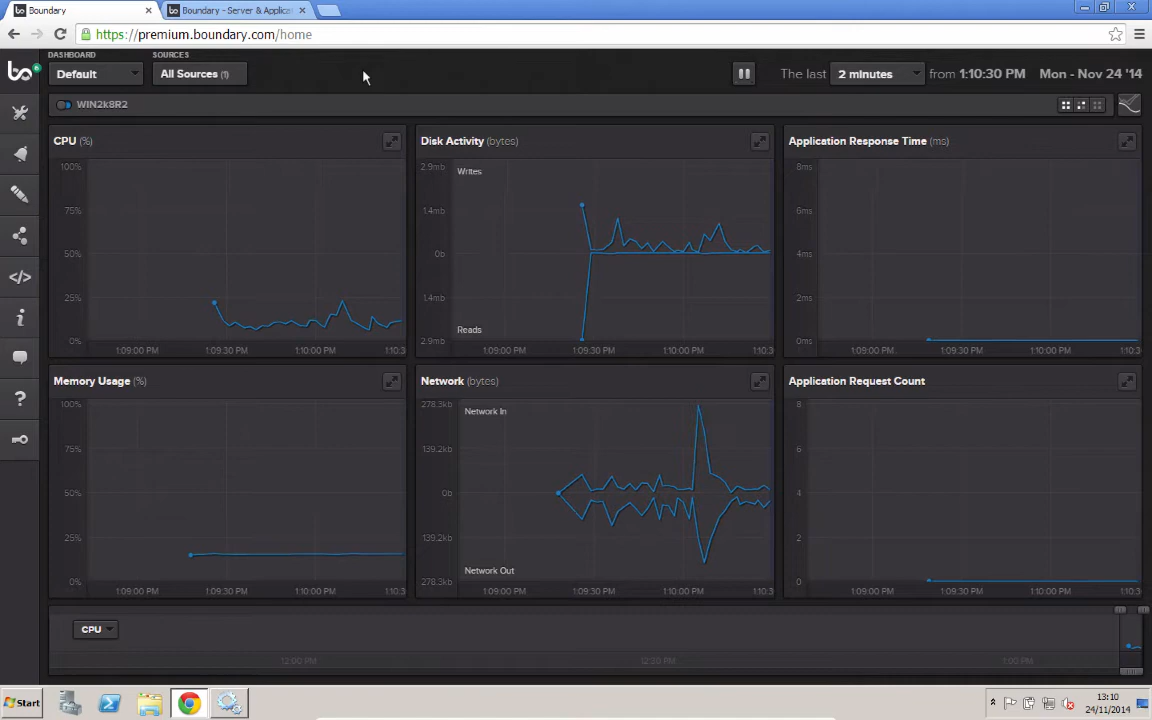 Boundary
Boundary - Server & Applica
https://premium.boundary.com/home
DASHBOARD
SOURCES
Default
All Sources (1)
The last
2 minutes
from 1:10:30 PM
Mon - Nov 24 '14
WIN2k8R2
CPU (%)
100%
75%
50%
25%
0%
1:09:00 PM
1:09:30 PM
1:10:00 PM
1:10:3
Disk Activity (bytes)
2.9mb
Writes
1.4mb
0b
1.4mb
Reads
2.9mb
1:09:00 PM
1:09:30 PM
1:10:00 PM
1:10:3
Application Response Time (ms)
8ms
6ms
4ms
2ms
0ms
1:09:00 PM
1:09:30 PM
1:10:00 PM
1:10:3
Memory Usage (%)
100%
75%
50%
25%
0%
1:09:00 PM
1:09:30 PM
1:10:00 PM
1:10:3
Network (bytes)
278.3kb
Network In
139.2kb
0b
139.2kb
Network Out
278.3kb
1:09:00 PM
1:09:30 PM
1:10:00 PM
1:10:3
Application Request Count
8
6
4
2
0
1:09:00 PM
1:09:30 PM
1:10:00 PM
1:10:3
CPU
12:00 PM
12:30 PM
1:00 PM
Start
13:10
24/11/2014